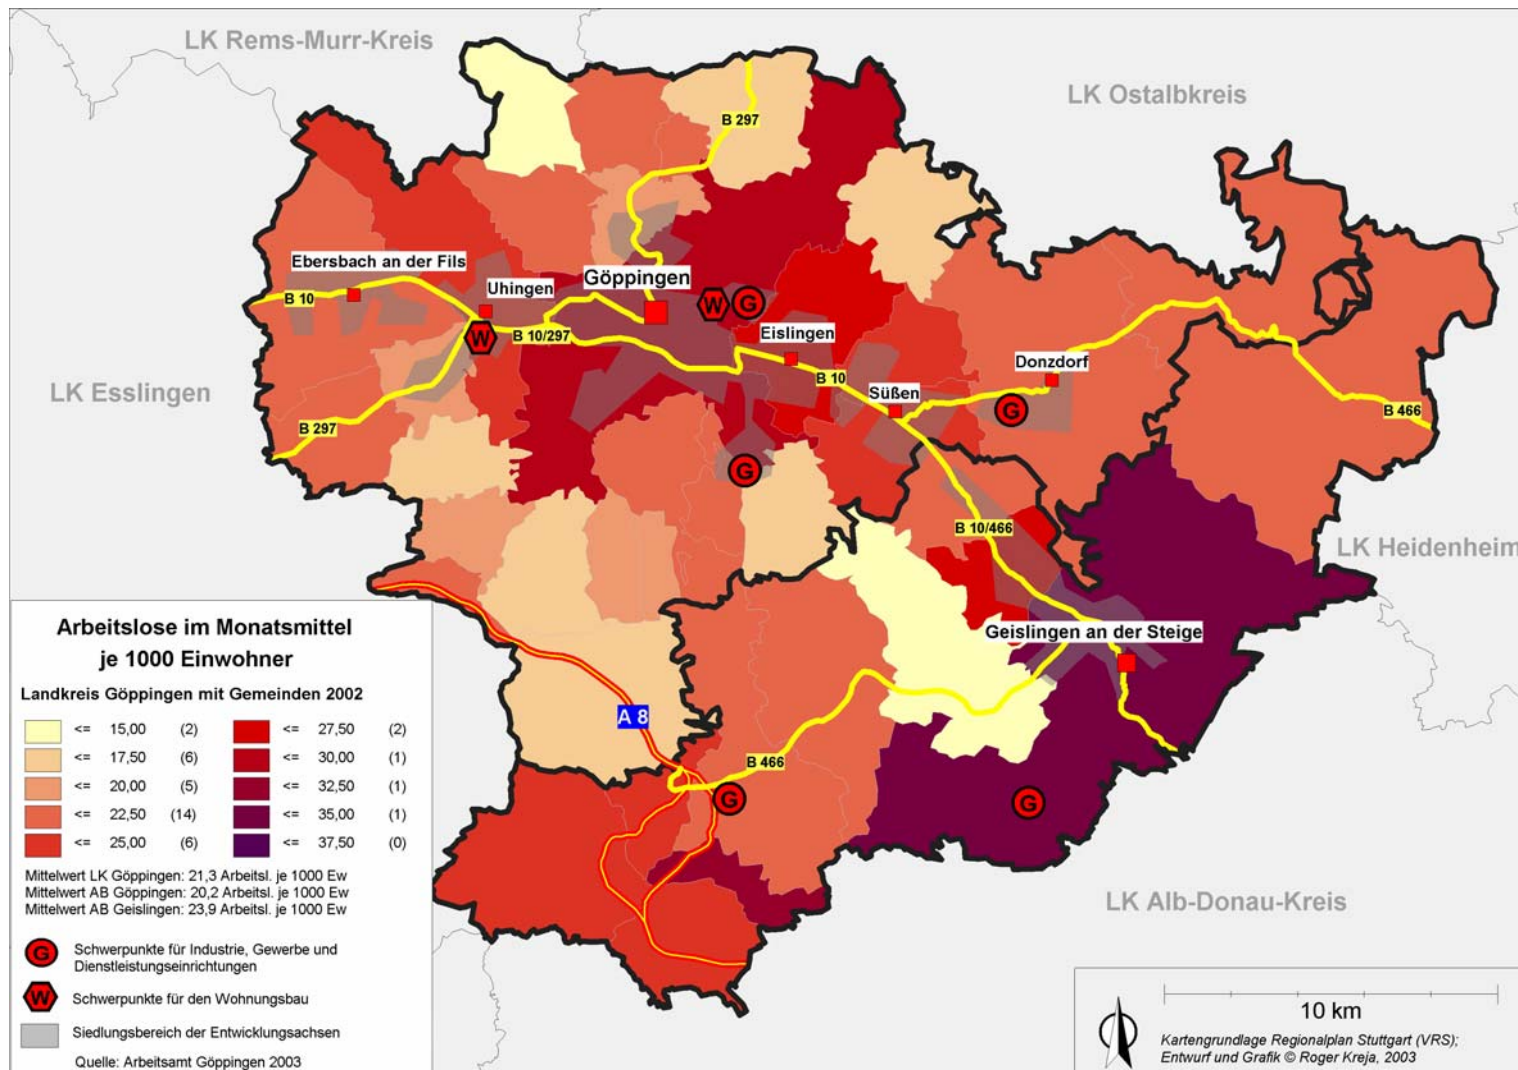 LK Rems-Murr-Kreis
LK Ostalbkreis
B 297
Ebersbach an der Fils
Göppingen
Uhingen
B 10
W
G
W
B 10/297
Eislingen
Donzdorf
B 10
Süßen
LK Esslingen
G
B 466
B 297
G
B 10/466
LK Heidenheim
Geislingen an der Steige
A 8
B 466
G
G
LK Alb-Donau-Kreis
Arbeitslose im Monatsmittel
je 1000 Einwohner
Landkreis Göppingen mit Gemeinden 2002
<= 15,00 (2) <= 27,50 (2)
<= 17,50 (6) <= 30,00 (1)
<= 20,00 (5) <= 32,50 (1)
<= 22,50 (14) <= 35,00 (1)
<= 25,00 (6) <= 37,50 (0)
Mittelwert LK Göppingen: 21,3 Arbeitsl. je 1000 Ew
Mittelwert AB Göppingen: 20,2 Arbeitsl. je 1000 Ew
Mittelwert AB Geislingen: 23,9 Arbeitsl. je 1000 Ew
G Schwerpunkte für Industrie, Gewerbe und
Dienstleistungseinrichtungen
W Schwerpunkte für den Wohnungsbau
Siedlungsbereich der Entwicklungsachsen
Quelle: Arbeitsamt Göppingen 2003
10 km
Kartengrundlage Regionalplan Stuttgart (VRS);
Entwurf und Grafik © Roger Kreja, 2003